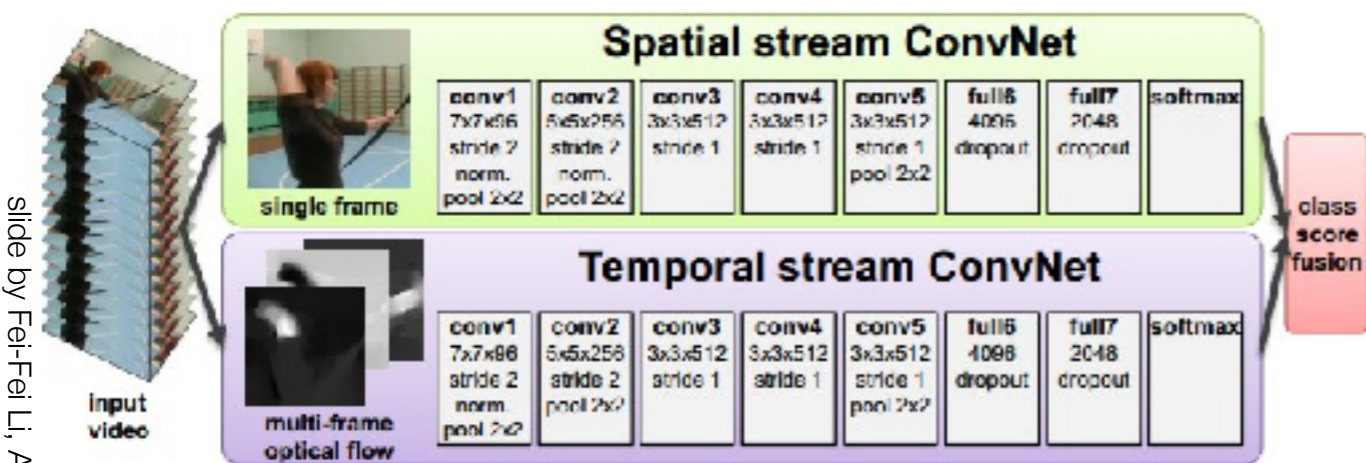 slide by Fei-Fei Li, A
input
video
Spatial stream ConvNet
single frame
conv1
7x7x96
stride 2
norm.
pool 2x2
conv2
5x5x256
stride 2
norm.
pool 2x2
conv3
3x3x512
stride 1
conv4
3x3x512
stride 1
conv5
3x3x512
stride 1
pool 2x2
full6
4096
dropout
full7
2048
dropout
softmax
Temporal stream ConvNet
multi-frame
optical flow
conv1
7x7x96
stride 2
norm.
pool 2x2
conv2
5x5x256
stride 2
pool 2x2
conv3
3x3x512
stride 1
conv4
3x3x512
stride 1
conv5
3x3x512
stride 1
pool 2x2
full6
4096
dropout
full7
2048
dropout
softmax
class
score
fusion